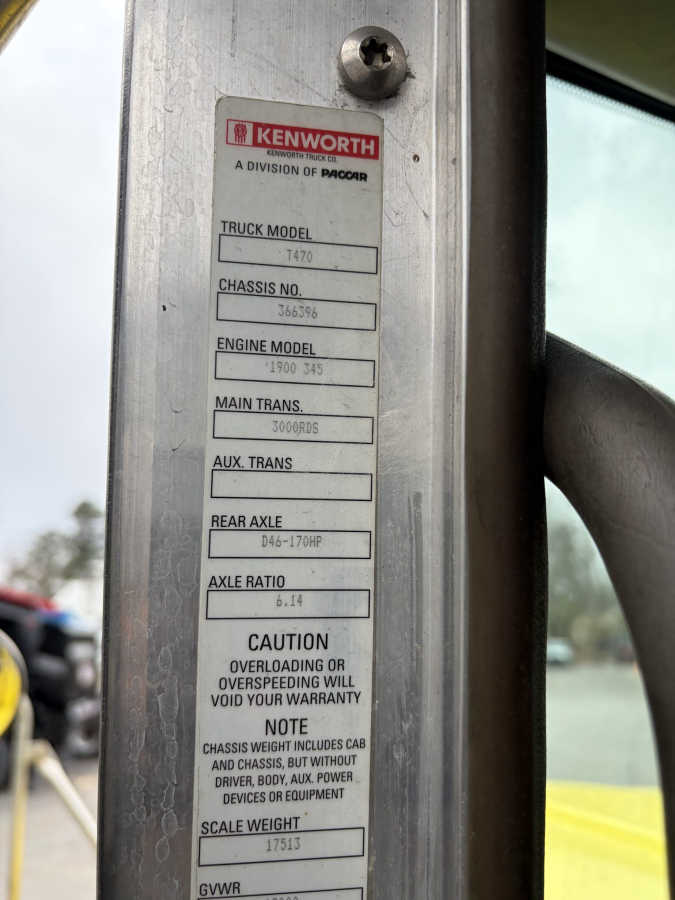 KENWORTH
KENWORTH TRUCK CO.
A DIVISION OF PACCAR
TRUCK MODEL
T470
CHASSIS NO.
366396
ENGINE MODEL
1900 345
MAIN TRANS.
3000RDS
AUX. TRANS
REAR AXLE
D46-170HP
AXLE RATIO
6.14
CAUTION
OVERLOADING OR
OVERSPEEDING WILL
VOID YOUR WARRANTY
NOTE
CHASSIS WEIGHT INCLUDES CAB
AND CHASSIS, BUT WITHOUT
DRIVER, BODY, AUX. POWER
DEVICES OR EQUIPMENT
SCALE WEIGHT
17513
GVWR